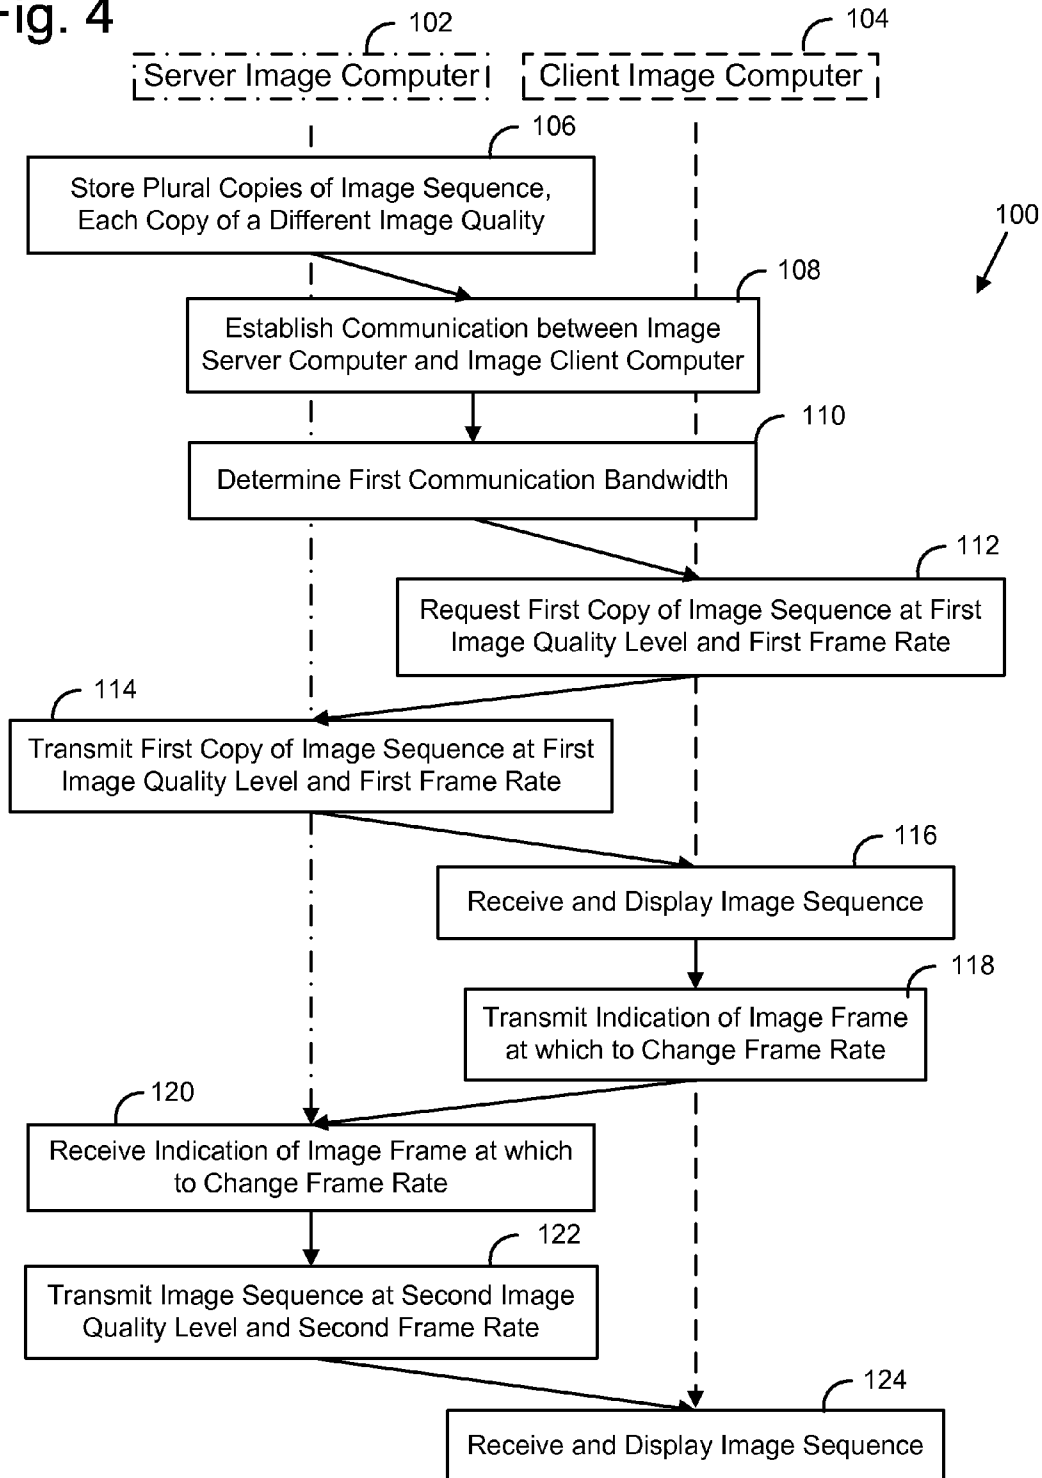 Fig. 4
102
104
Server Image Computer
Client Image Computer
106
Store Plural Copies of Image Sequence,
Each Copy of a Different Image Quality
100
108
Establish Communication between Image
Server Computer and Image Client Computer
110
Determine First Communication Bandwidth
112
Request First Copy of Image Sequence at First
Image Quality Level and First Frame Rate
114
Transmit First Copy of Image Sequence at First
Image Quality Level and First Frame Rate
116
Receive and Display Image Sequence
118
Transmit Indication of Image Frame
at which to Change Frame Rate
120
Receive Indication of Image Frame at which
to Change Frame Rate
122
Transmit Image Sequence at Second Image
Quality Level and Second Frame Rate
124
Receive and Display Image Sequence